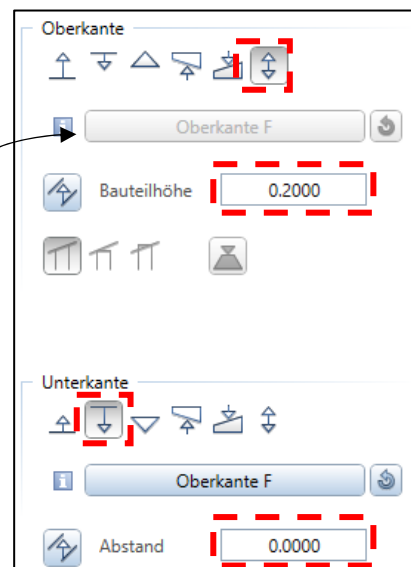 Oberkante
Oberkante F
Bauteilhöhe 0.2000
Unterkante
Oberkante F
Abstand 0.0000